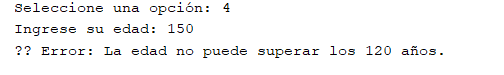 Seleccione una opción: 4
Ingrese su edad: 150
?? Error: La edad no puede superar los 120 años.